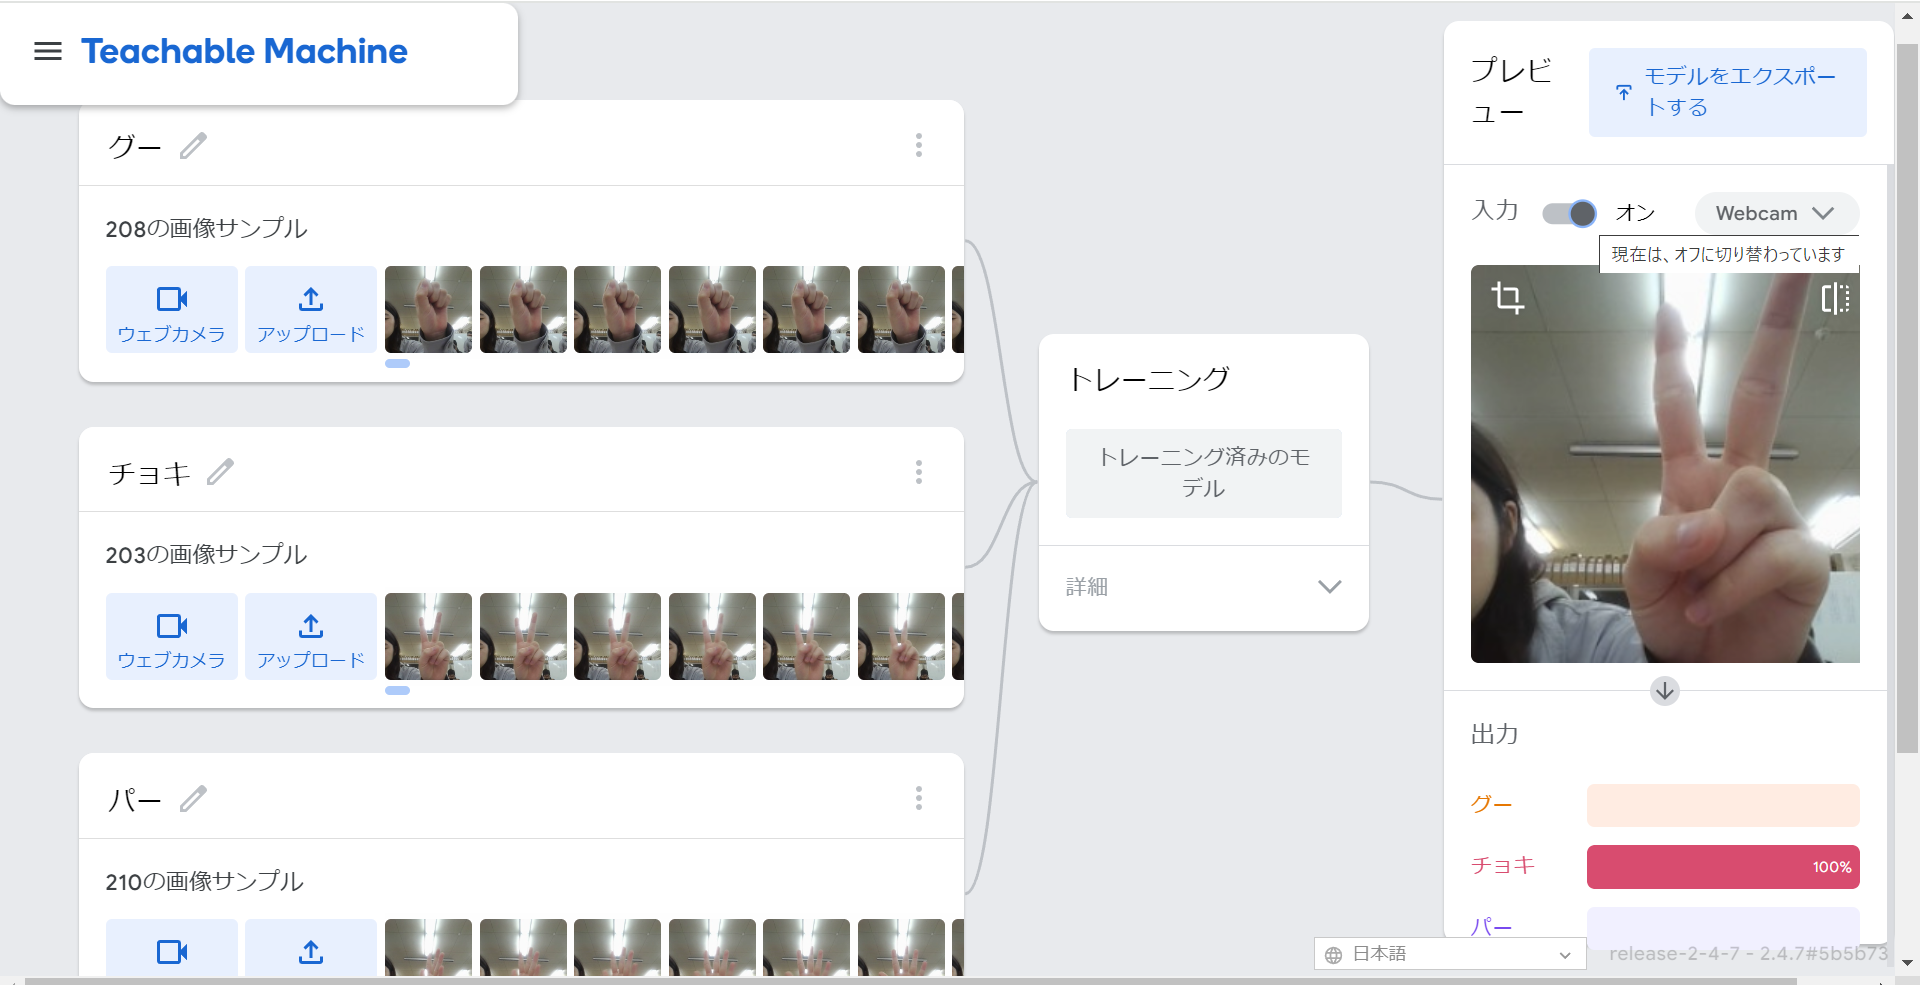 Teachable Machine
グー
208の画像サンプル
ウェブカメラ
アップロード
チョキ
203の画像サンプル
ウェブカメラ
アップロード
パー
210の画像サンプル
トレーニング
トレーニング済みのモ
デル
詳細
プレビ
ュー
モデルをエクスポー
トする
入力
オン
Webcam
現在は、オフに切り替わっています
出力
グー
チョキ
100%
パー
日本語
release-2-4-7 - 2.4.7#5b5b73